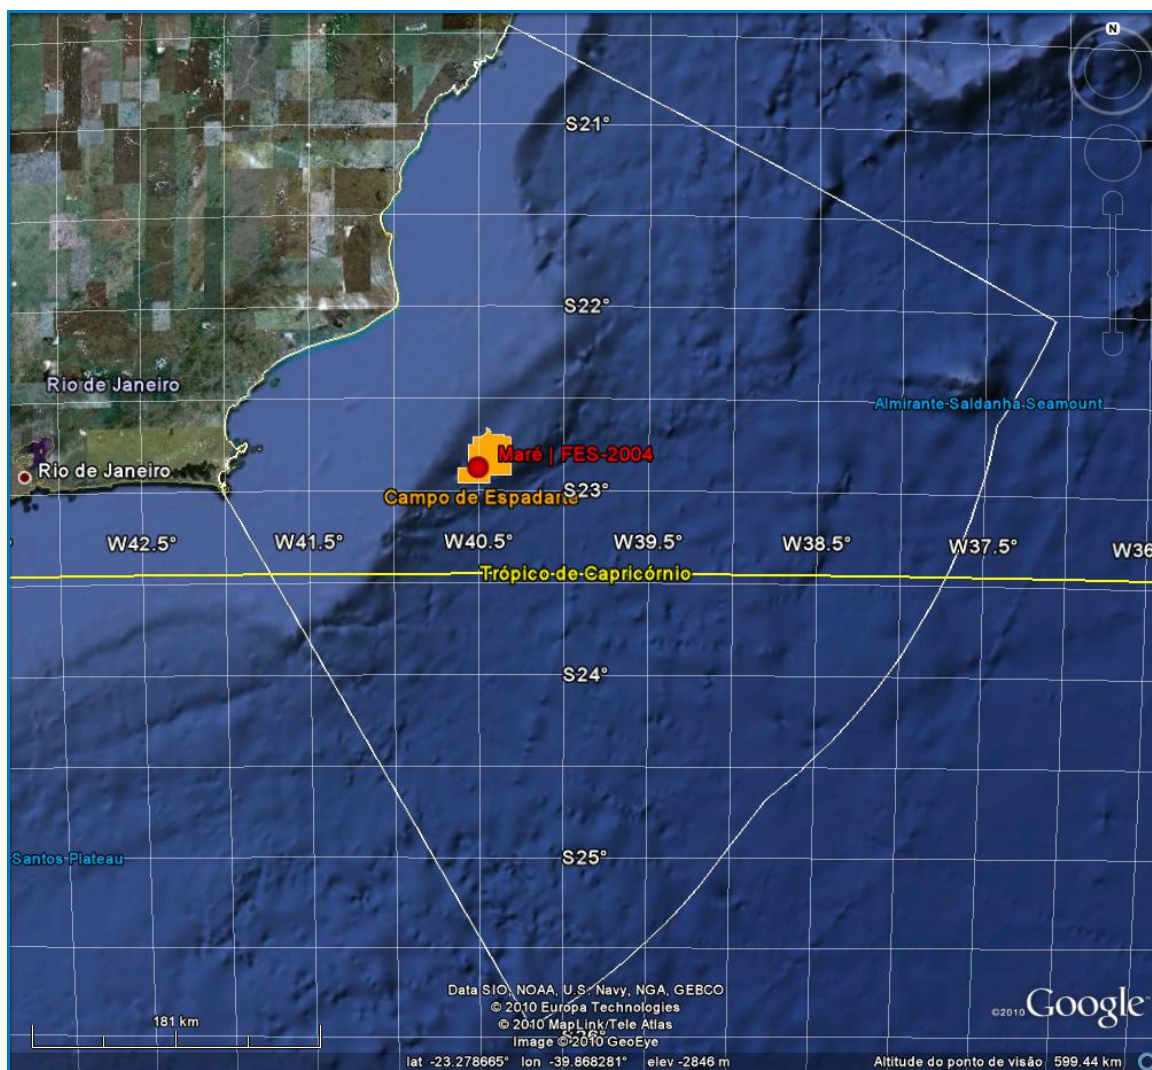 N
S21°
S22°
Rio de Janeiro
Almirante Saldanha Seamount
Maré | FES-2004
Rio de Janeiro
Campo de Espadarte
S23°
W42.5°
W41.5°
W40.5°
W39.5°
W38.5°
W37.5°
W36
Trópico de Capricórnio
S24°
S25°
Santos Plateau
Data SIO, NOAA, U.S. Navy, NGA, GEBCO
© 2010 Europa Technologies
© 2010 MapLink/Tele Atlas
S26°
Image © 2010 GeoEye
©2010 Google
181 km
lat -23.278665° lon -39.868281° elev -2846 m
Altitude do ponto de visão 599.44 km